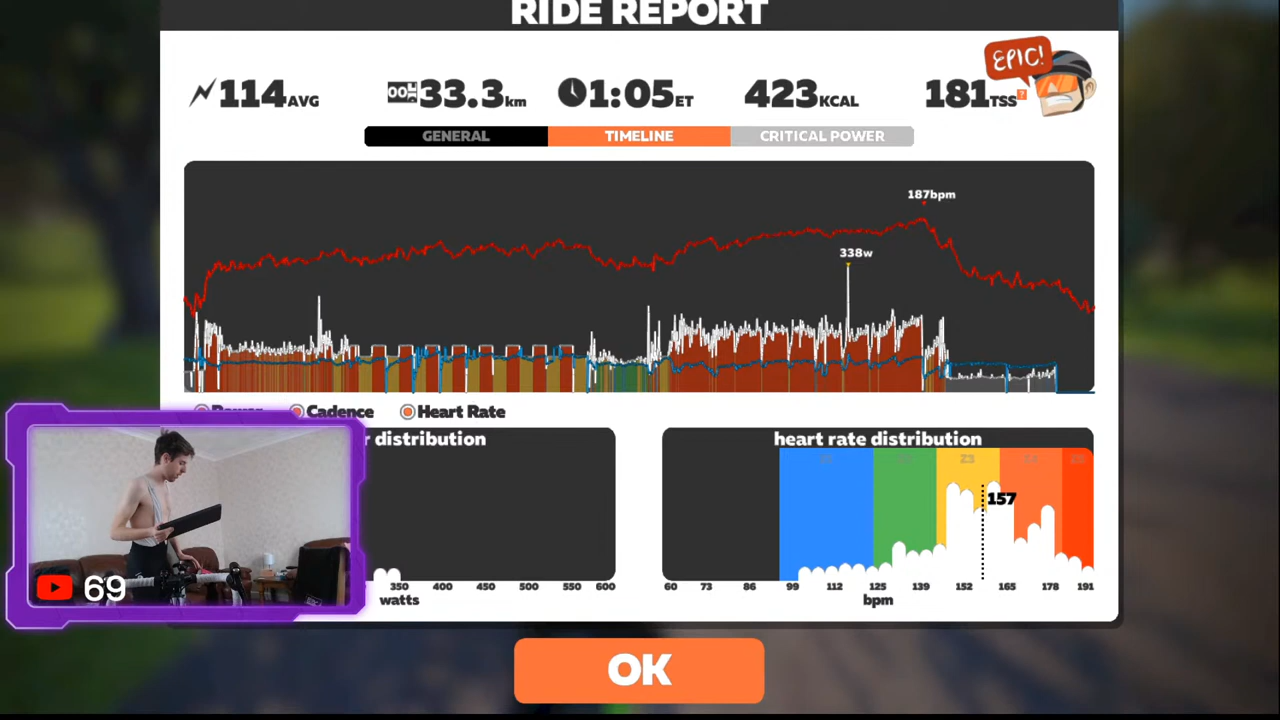 RIDE REPORT
EPIC!
114AVG
33.3km
1:05ET
423KCAL
181TSS?
GENERAL
TIMELINE
CRITICAL POWER
187bpm
338w
Power
Cadence
Heart Rate
distribution
heart rate distribution
Z3
157
350 400 450 500 550 600
watts
60 73 86 99 112 125 139 152 165 178 191
bpm
69
OK